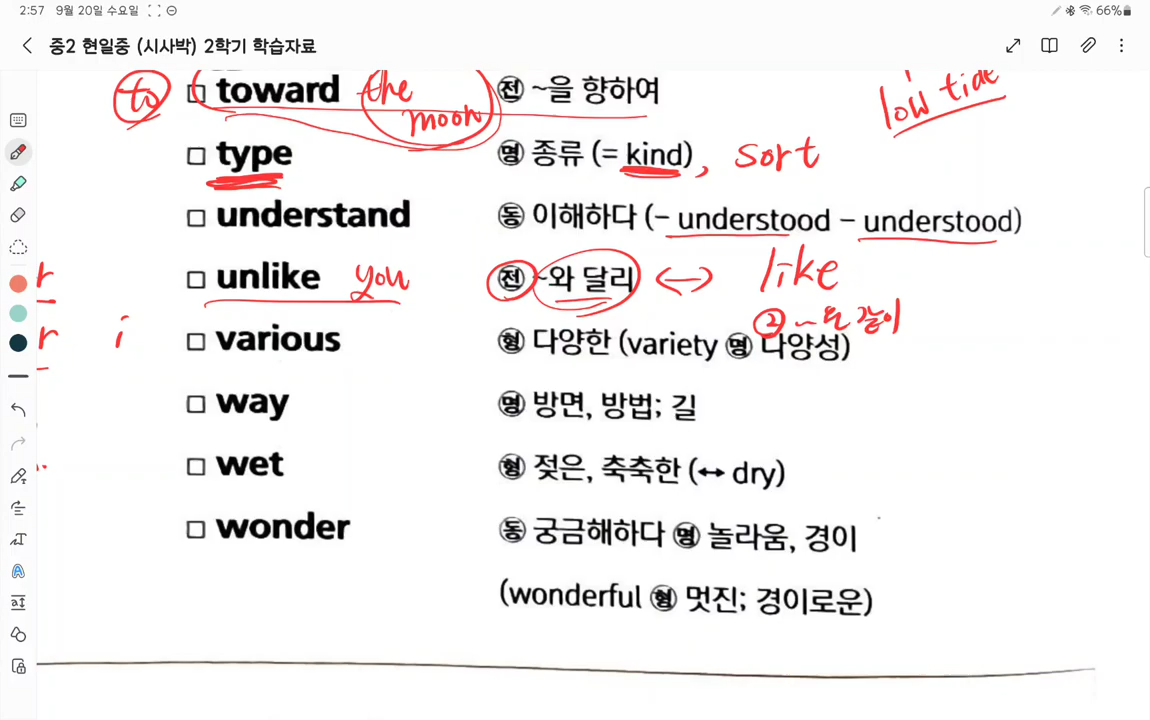 2:57 9월 20일 수요일 66%
중2 현일중 (시사박) 2학기 학습자료
to toward the moon 전 ~을 향하여 low tide
type 명 종류 (= kind), sort
understand 동 이해하다 (– understood – understood)
unlike you 전 ~와 달리 ↔ like
r
② ~와 같이
r i various 형 다양한 (variety 명 다양성)
way 명 방면, 방법; 길
wet 형 젖은, 축축한 (↔ dry)
wonder 동 궁금해하다 명 놀라움, 경이
(wonderful 형 멋진; 경이로운)